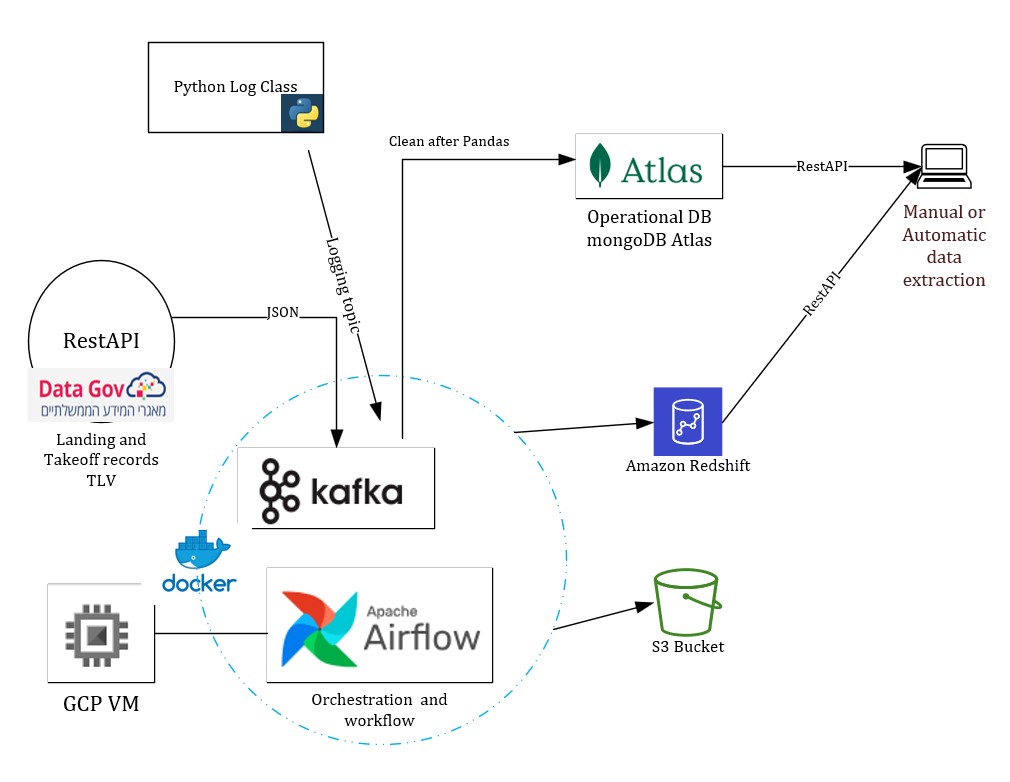 Python Log Class
Clean after Pandas
Atlas
Operational DB
mongoDB Atlas
RestAPI
Manual or
Automatic
data
extraction
Logging topic
RestAPI
JSON
RestAPI
Data Gov
מאגרי המידע הממשלתיים
Landing and
Takeoff records
TLV
kafka
Amazon Redshift
docker
GCP VM
Apache
Airflow
Orchestration and
workflow
S3 Bucket